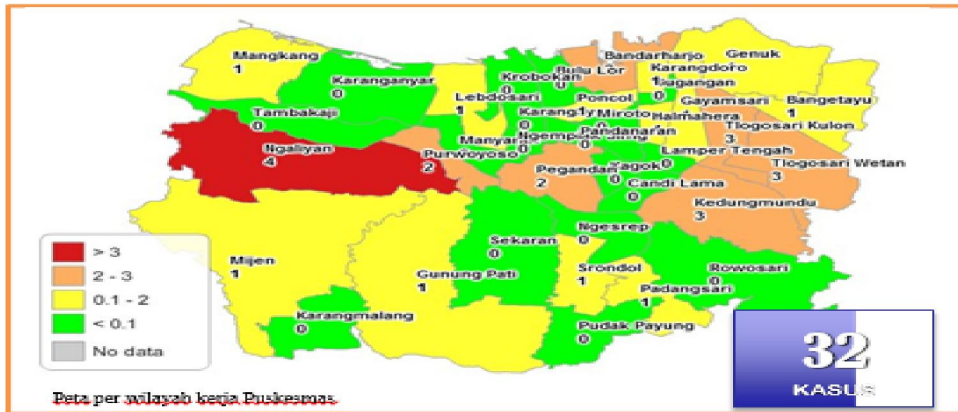 Mangkang
1
Karanganyar
0
Tambakaji
0
Ngaliyan
4
Lebdosari
1
Krobokan
0
Bulu Lor
0
Bandarharjo
Karangdoro
1
Bugangan
0
Genuk
1
Poncol
Miroto
Gayamsari
Bangetayu
1
Halmahera
Manyaran
Pandanaran
0
Tlogosari Kulon
3
Purwoyoso
2
Pegandan
2
Lamper Tengah
0
Tlogosari Wetan
3
Candi Lama
0
Kedungmundu
3
Ngesrep
0
Sekaran
0
Mijen
1
Gunung Pati
1
Srondol
1
Rowosari
0
Padangsari
1
Karangmalang
0
Pudak Payung
0
> 3
2 - 3
0.1 - 2
< 0.1
No data
32
KASUS
Peta per wilayah kerja Puskesmas